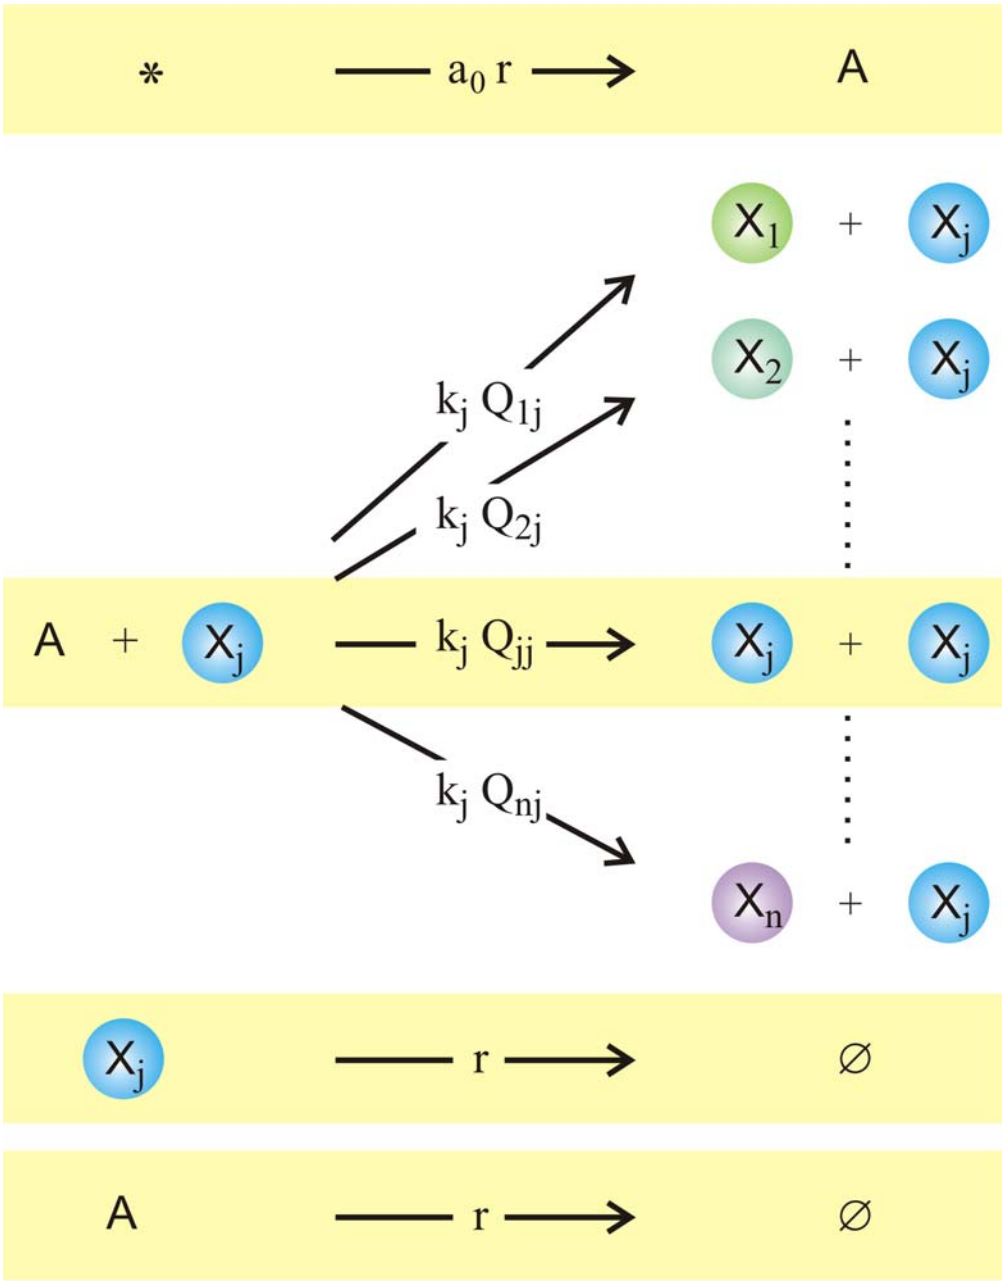 * a₀ r A
X₁ + Xⱼ
X₂ + Xⱼ
kⱼ Q₁ⱼ
kⱼ Q₂ⱼ
A + Xⱼ kⱼ Qⱼⱼ Xⱼ + Xⱼ
kⱼ Qₙⱼ
Xₙ + Xⱼ
Xⱼ r ∅
A r ∅